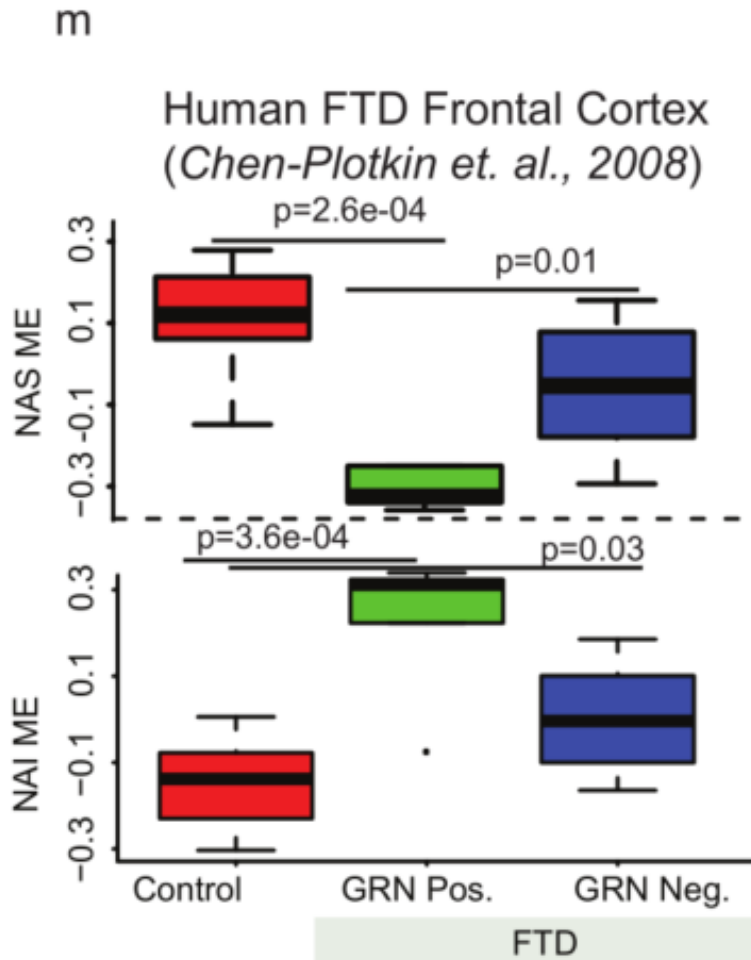 m
Human FTD Frontal Cortex
(Chen-Plotkin et. al., 2008)
p=2.6e-04
p=0.01
NAS ME
0.3
0.1
-0.1
-0.3
p=3.6e-04
p=0.03
NAI ME
0.3
0.1
-0.1
-0.3
Control
GRN Pos.
GRN Neg.
FTD